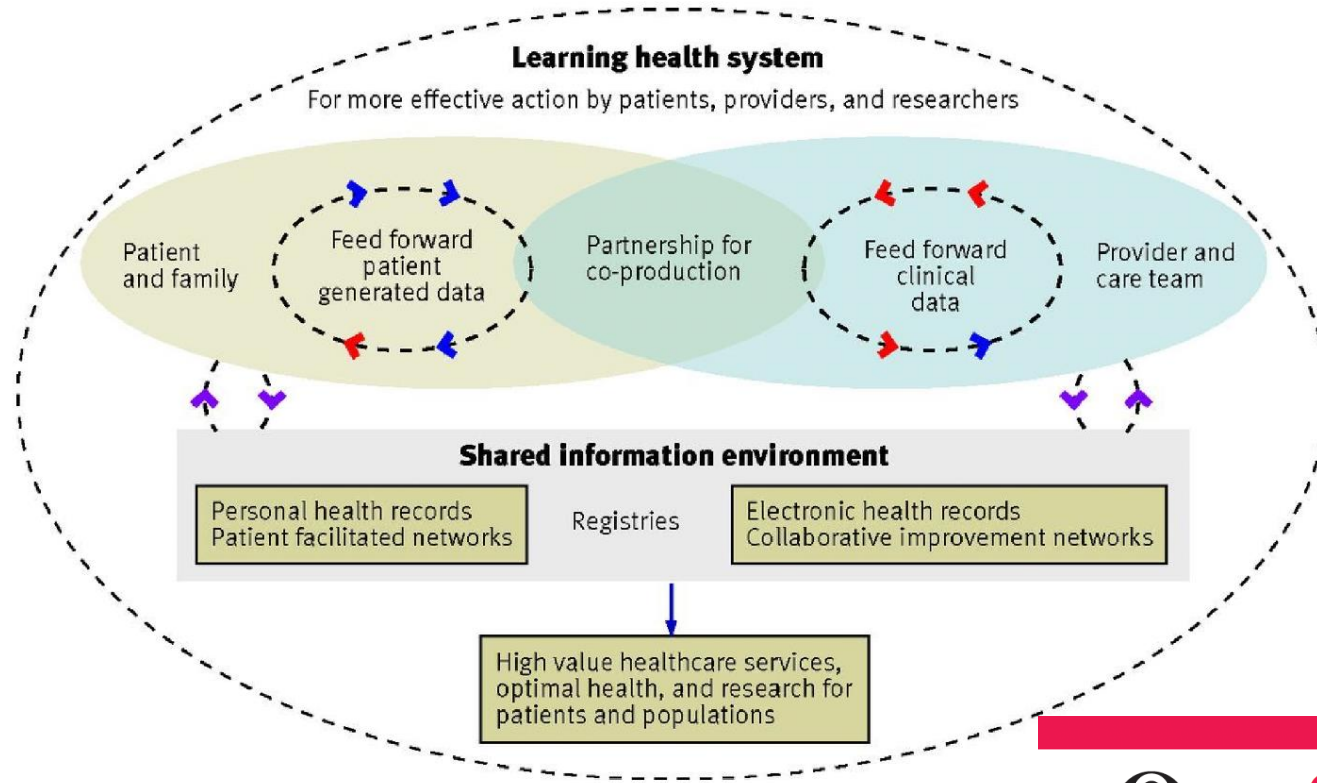 Learning health system
For more effective action by patients, providers, and researchers
Patient
and family
Feed forward
patient
generated data
Partnership for
co-production
Feed forward
clinical
data
Provider and
care team
Shared information environment
Personal health records
Patient facilitated networks
Registries
Electronic health records
Collaborative improvement networks
High value healthcare services,
optimal health, and research for
patients and populations